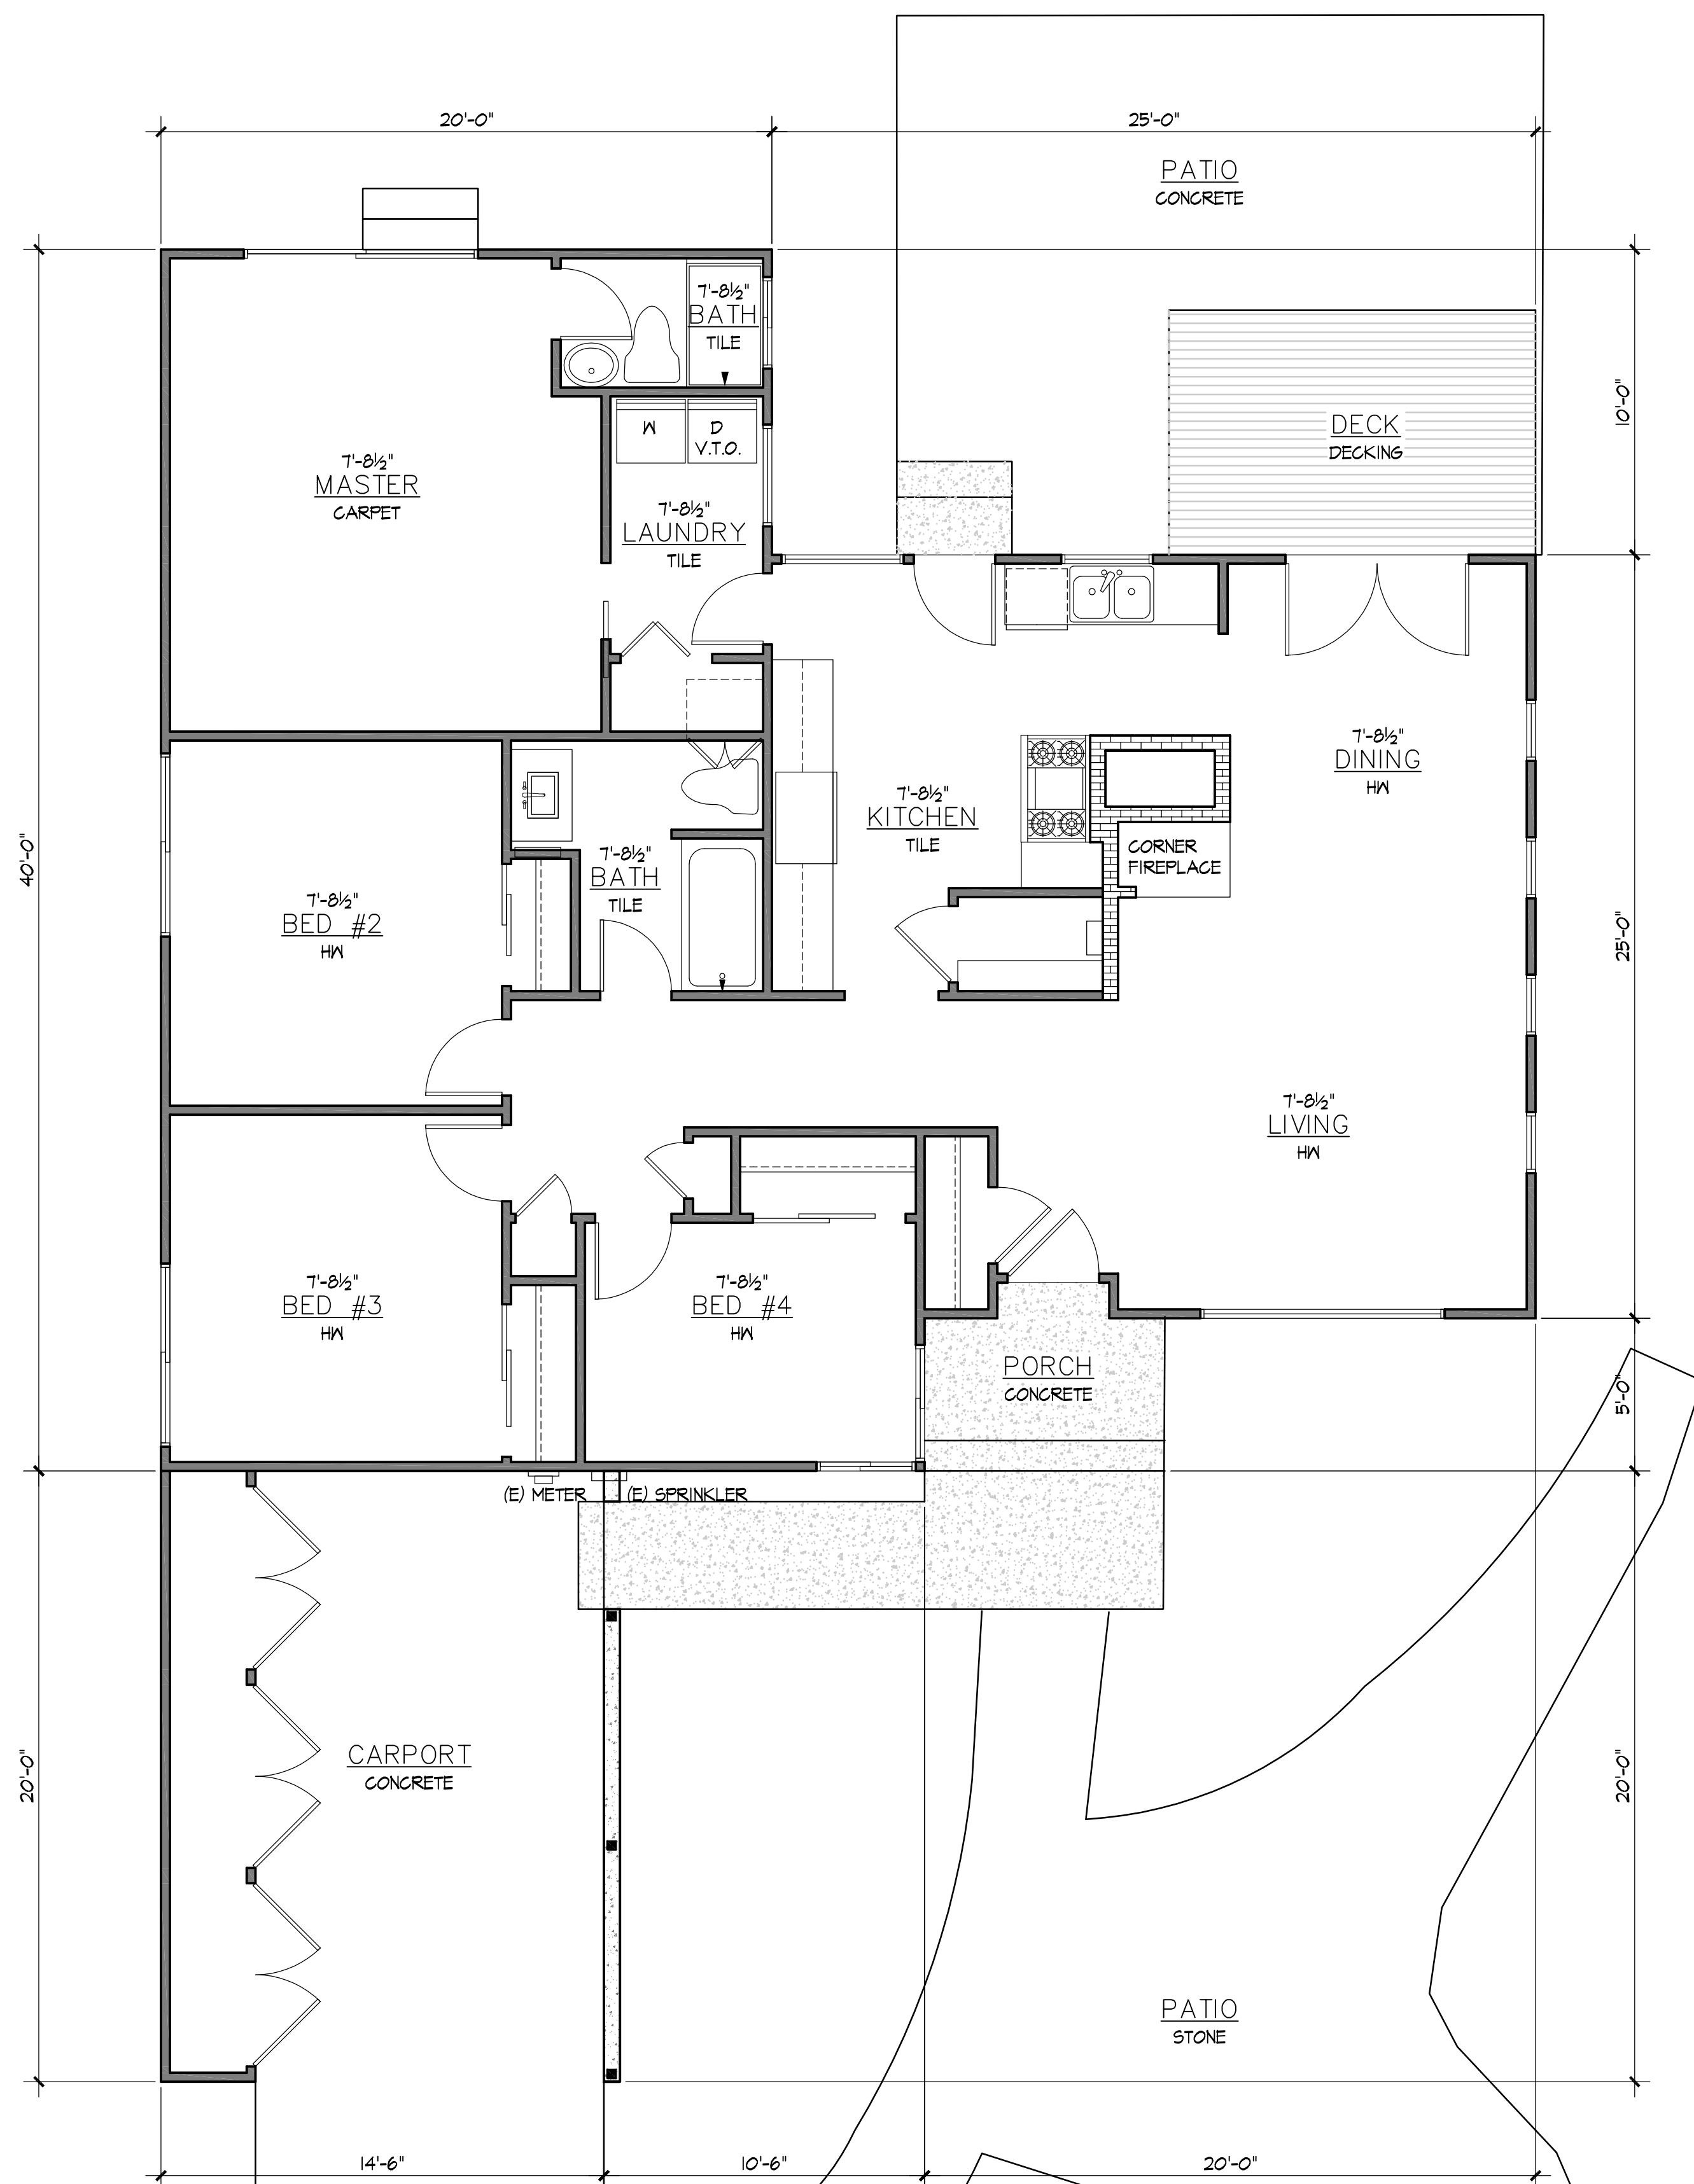 20'-0"
25'-0"
PATIO
CONCRETE
7'-8½"
BATH
TILE
10'-0"
W
D
V.T.O.
DECK
DECKING
7'-8½"
MASTER
CARPET
7'-8½"
LAUNDRY
TILE
7'-8½"
DINING
HW
7'-8½"
KITCHEN
TILE
CORNER
FIREPLACE
40'-0"
7'-8½"
BATH
TILE
7'-8½"
BED #2
HW
25'-0"
7'-8½"
LIVING
HW
7'-8½"
BED #3
HW
7'-8½"
BED #4
HW
PORCH
CONCRETE
5'-0"
(E) METER
(E) SPRINKLER
CARPORT
CONCRETE
20'-0"
20'-0"
PATIO
STONE
14'-6"
10'-6"
20'-0"